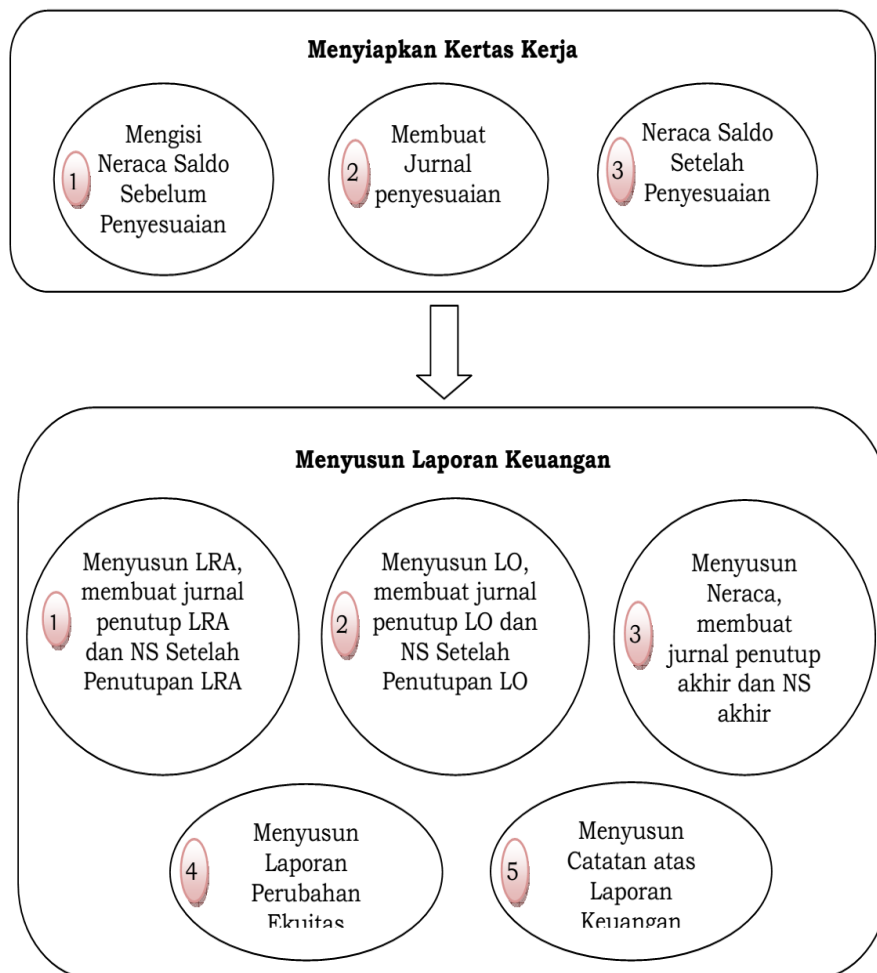 Menyiapkan Kertas Kerja
1
Mengisi
Neraca Saldo
Sebelum
Penyesuaian
2
Membuat
Jurnal
penyesuaian
3
Neraca Saldo
Setelah
Penyesuaian
Menyusun Laporan Keuangan
1
Menyusun LRA,
membuat jurnal
penutup LRA
dan NS Setelah
Penutupan LRA
2
Menyusun LO,
membuat jurnal
penutup LO dan
NS Setelah
Penutupan LO
3
Menyusun
Neraca,
membuat
jurnal penutup
akhir dan NS
akhir
4
Menyusun
Laporan
Perubahan
Ekuitas
5
Menyusun
Catatan atas
Laporan
Keuangan